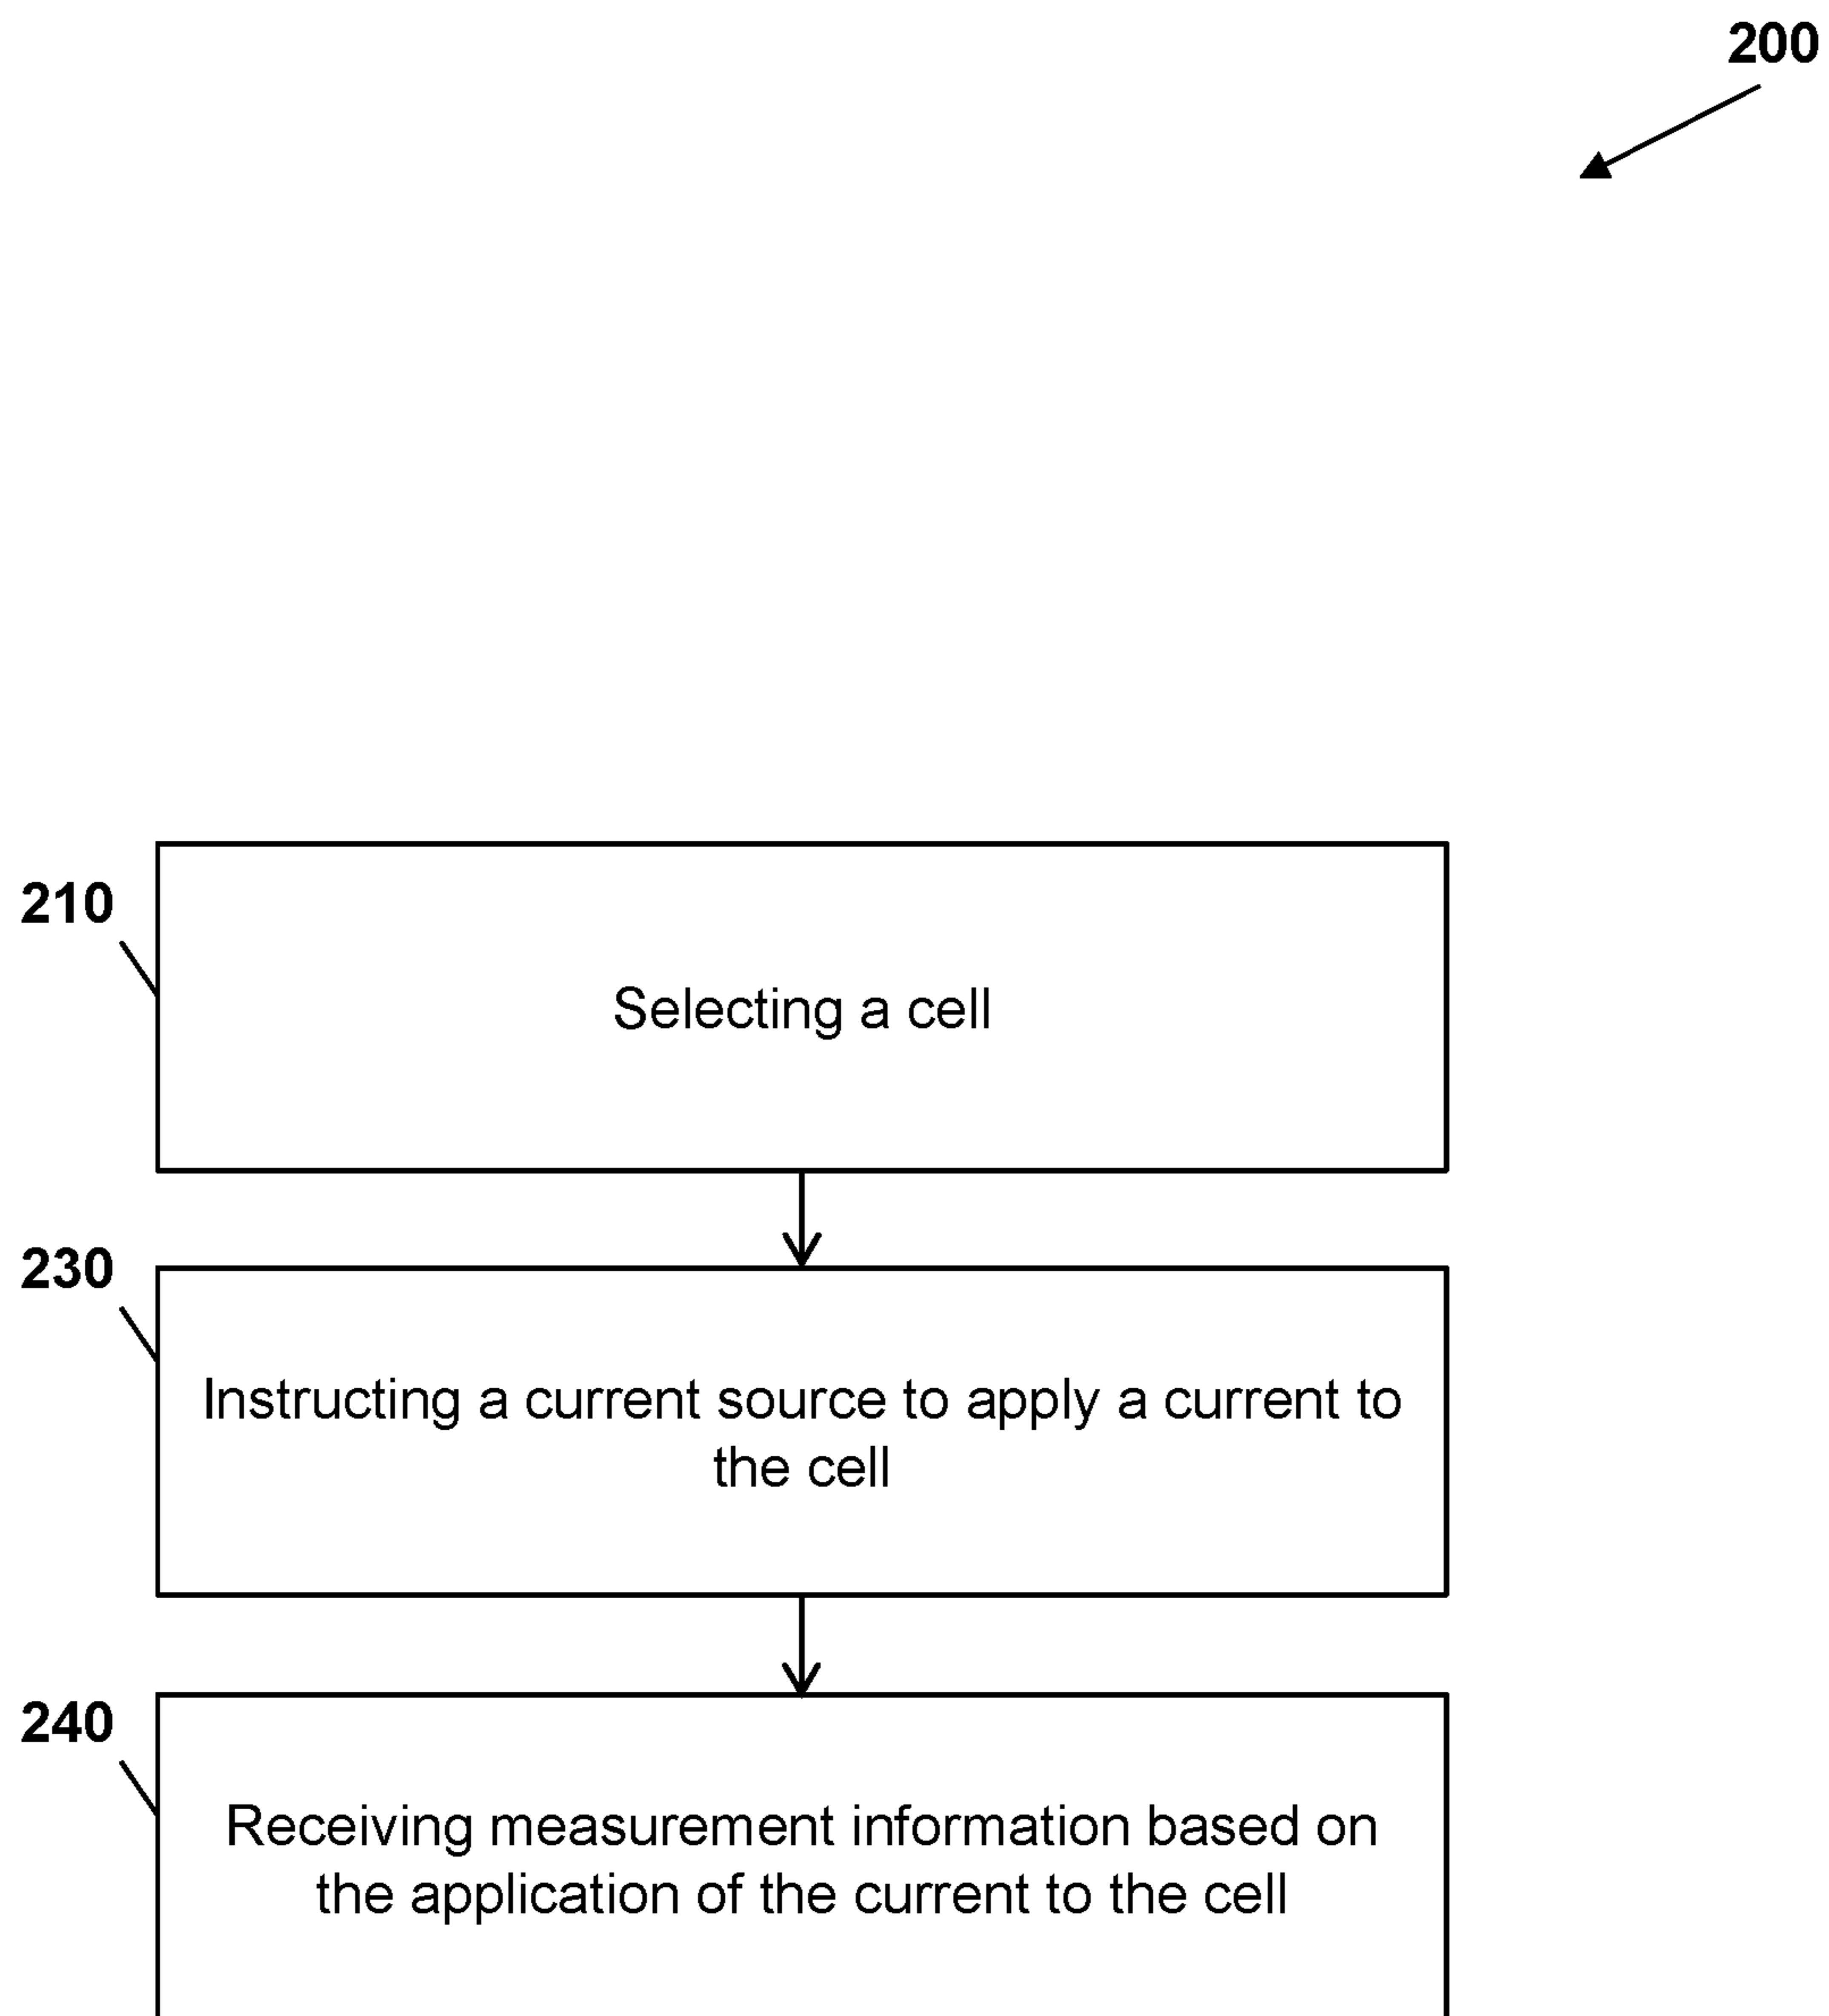 200
210
Selecting a cell
230
Instructing a current source to apply a current to
the cell
240
Receiving measurement information based on
the application of the current to the cell